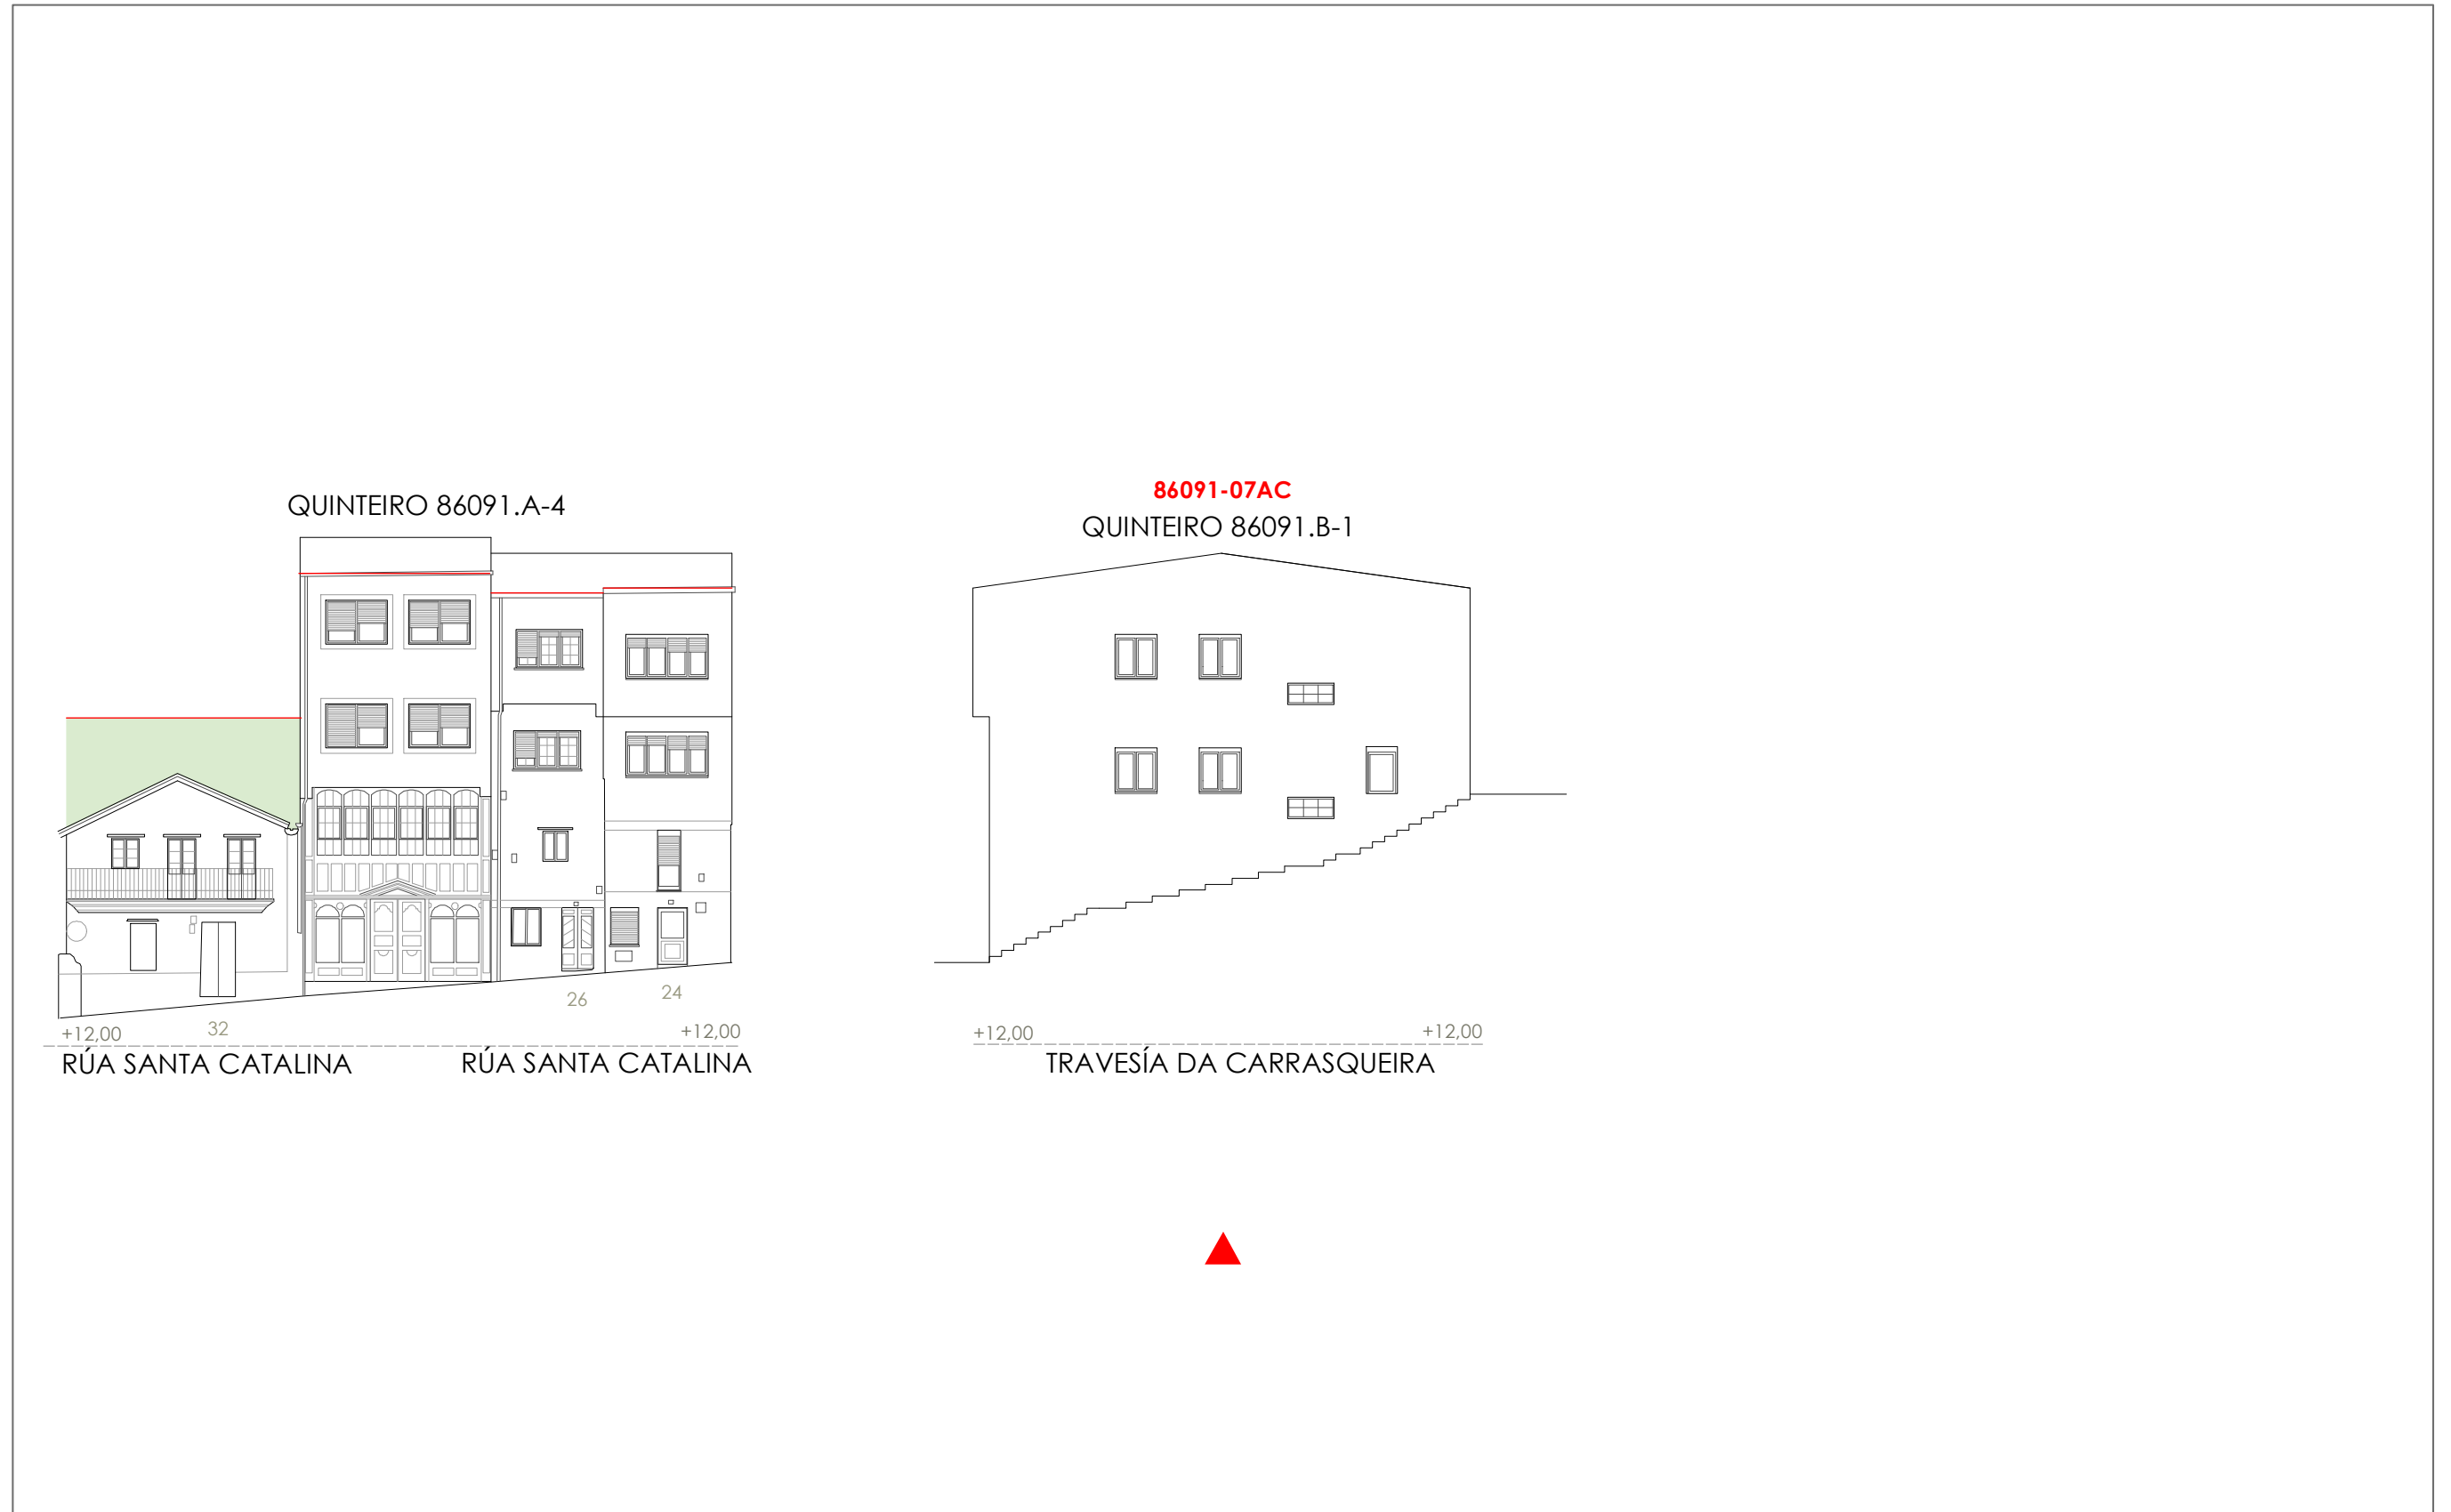 QUINTEIRO 86091.A-4
26
24
32
+12,00
+12,00
RÚA SANTA CATALINA
RÚA SANTA CATALINA
86091-07AC
QUINTEIRO 86091.B-1
+12,00
+12,00
TRAVESÍA DA CARRASQUEIRA